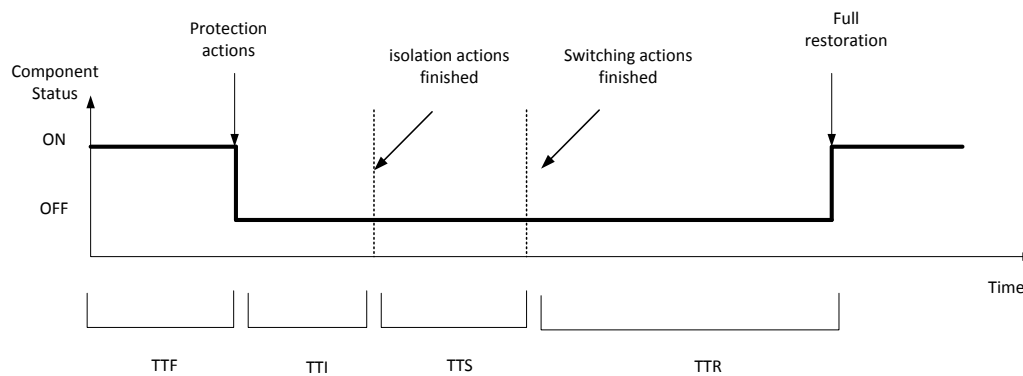 Protection
actions
isolation actions
finished
Switching actions
finished
Full
restoration
Component
Status
ON
OFF
Time
TTF
TTI
TTS
TTR